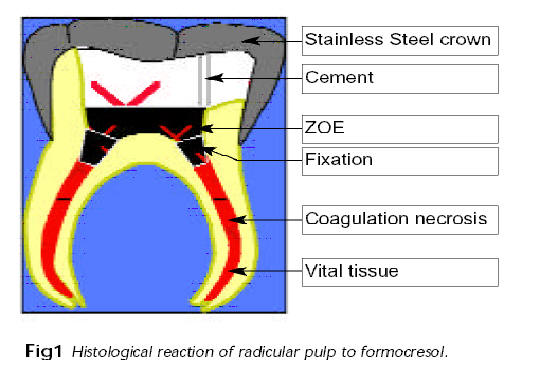 Stainless Steel crown
Cement
ZOE
Fixation
Coagulation necrosis
Vital tissue
Fig1 Histological reaction of radicular pulp to formocresol.